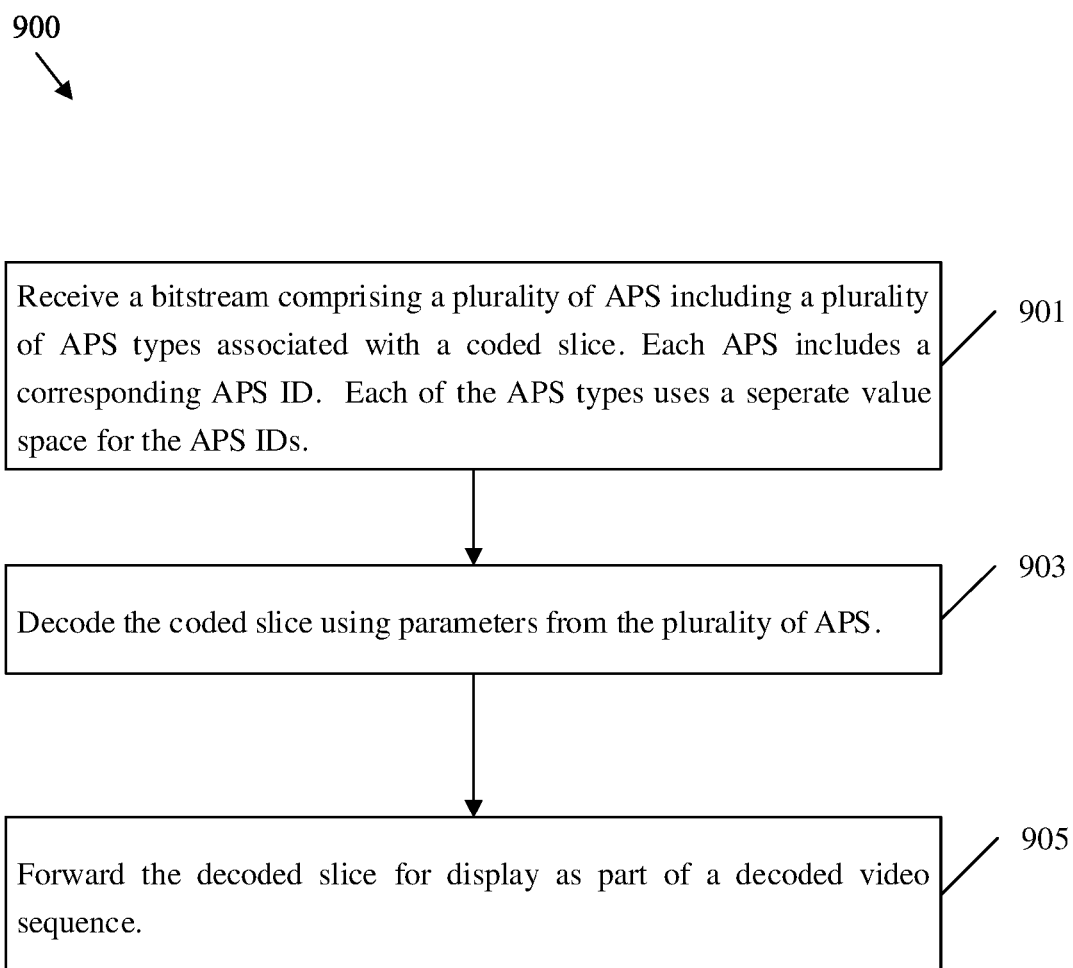 900
Receive a bitstream comprising a plurality of APS including a plurality
of APS types associated with a coded slice. Each APS includes a
corresponding APS ID. Each of the APS types uses a seperate value
space for the APS IDs.
901
Decode the coded slice using parameters from the plurality of APS.
903
Forward the decoded slice for display as part of a decoded video
sequence.
905